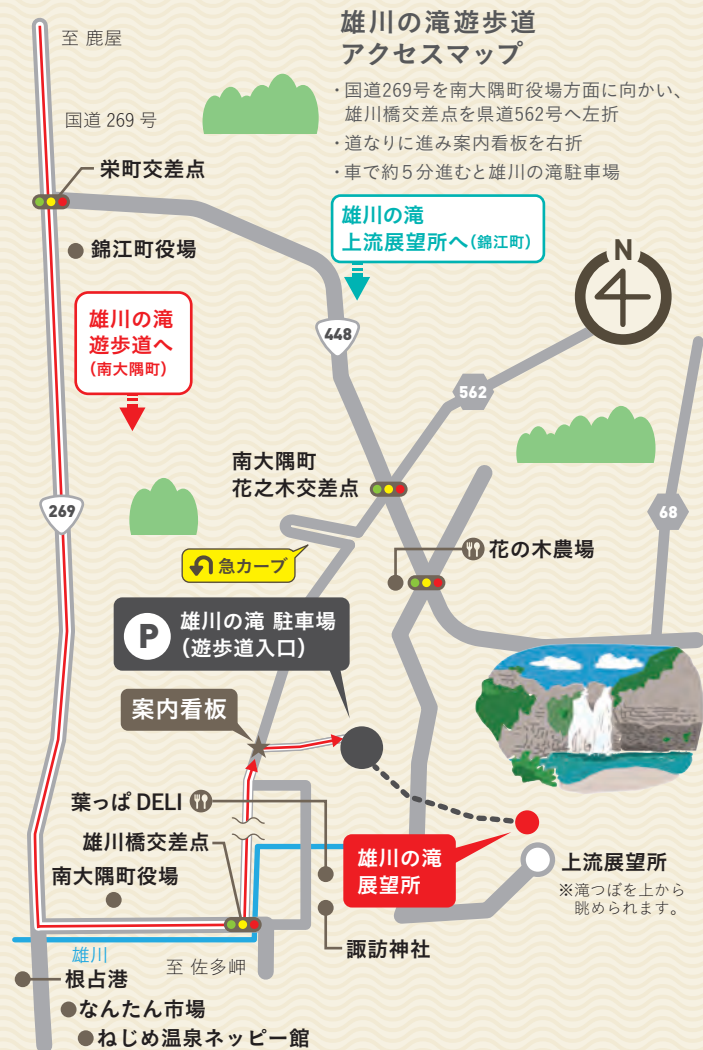 雄川の滝遊歩道
アクセスマップ
・国道269号を南大隅町役場方面に向かい、
雄川橋交差点を県道562号へ左折
・道なりに進み案内看板を右折
・車で約5分進むと雄川の滝駐車場
至 鹿屋
国道 269 号
栄町交差点
錦江町役場
雄川の滝
上流展望所へ(錦江町)
N
雄川の滝
遊歩道へ
(南大隅町)
448
562
南大隅町
花之木交差点
269
68
花の木農場
急カーブ
P
雄川の滝 駐車場
(遊歩道入口)
案内看板
葉っぱ DELI
雄川橋交差点
南大隅町役場
雄川の滝
展望所
上流展望所
※滝つぼを上から
眺められます。
諏訪神社
雄川
至 佐多岬
根占港
なんたん市場
ねじめ温泉ネッピー館